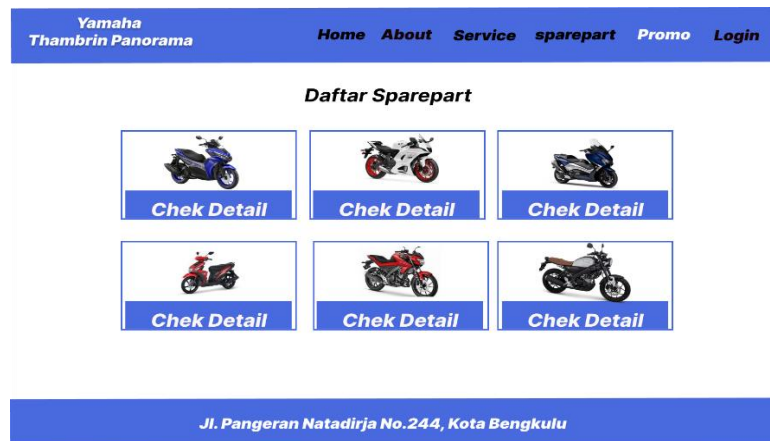 Yamaha
Thambrin Panorama
Home About Service sparepart Promo Login
Daftar Sparepart
Chek Detail Chek Detail Chek Detail
Chek Detail Chek Detail Chek Detail
Jl. Pangeran Natadirja No.244, Kota Bengkulu